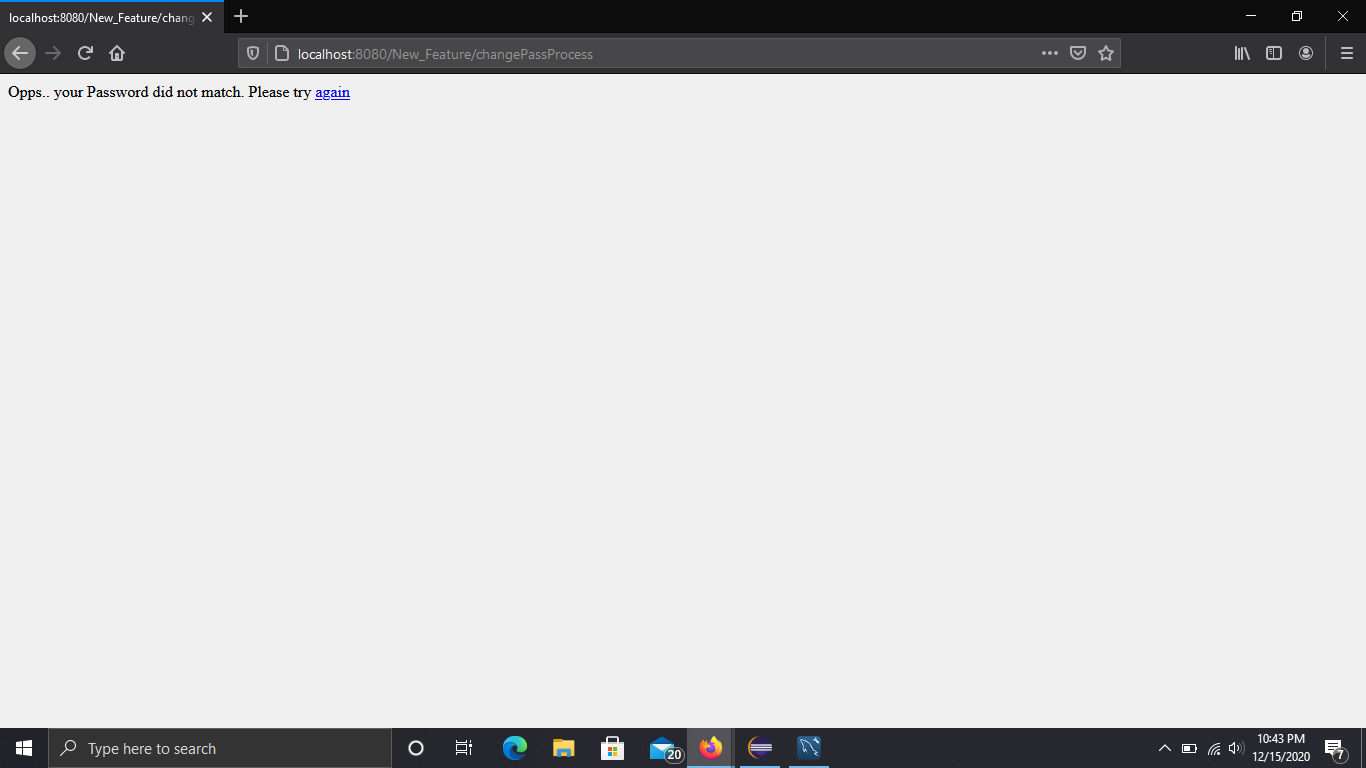 localhost:8080/New_Feature/chang
localhost:8080/New_Feature/changePassProcess
Opps.. your Password did not match. Please try again
Type here to search
20
10:43 PM
12/15/2020
7